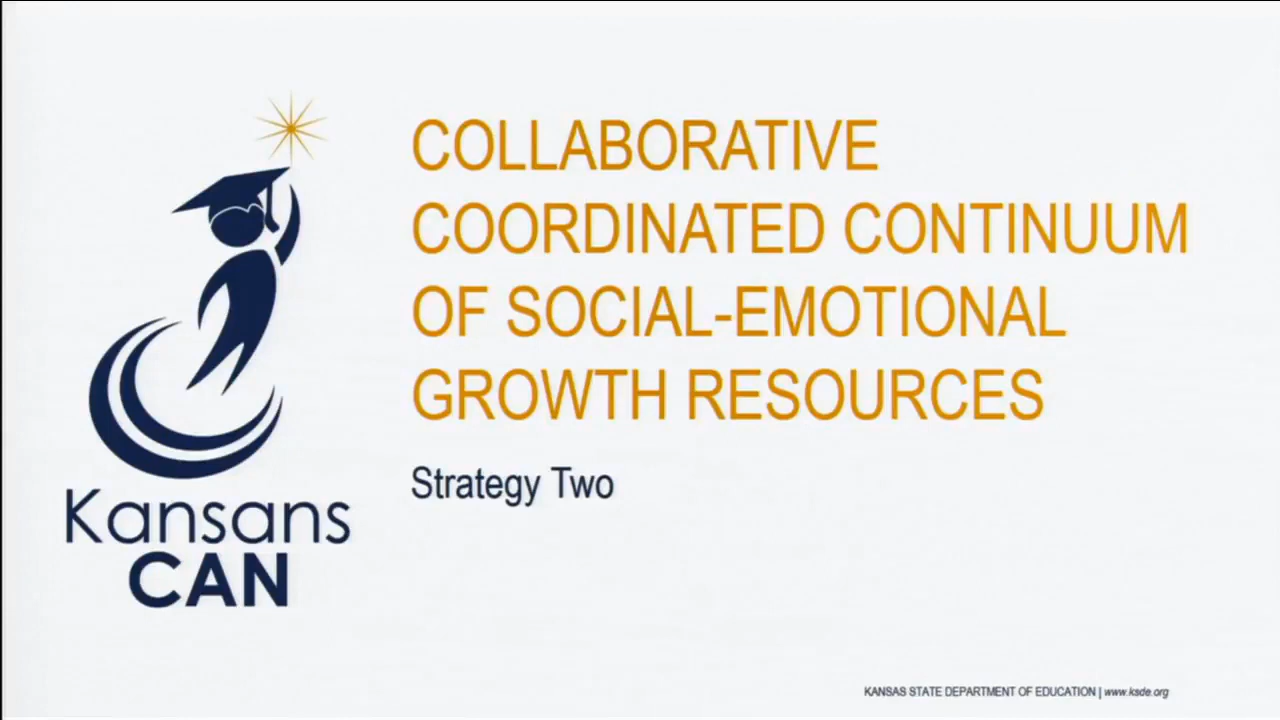 COLLABORATIVE
COORDINATED CONTINUUM
OF SOCIAL-EMOTIONAL
GROWTH RESOURCES
Strategy Two
Kansans
CAN
KANSAS STATE DEPARTMENT OF EDUCATION | www.ksde.org